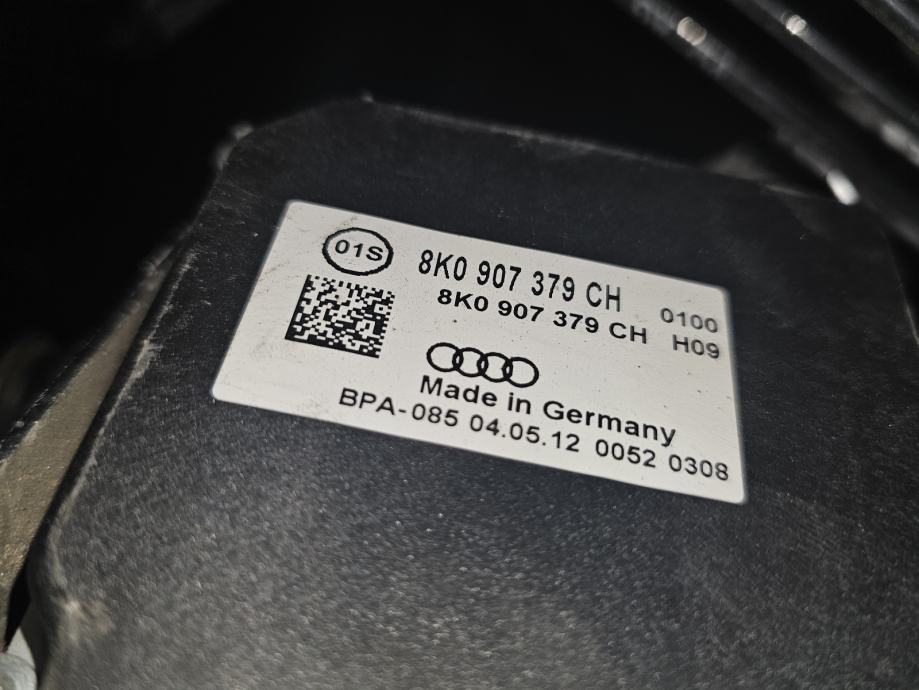 01S
8K0 907 379 CH 0100
8K0 907 379 CH H09
Made in Germany
BPA-085 04.05.12 0052 0308